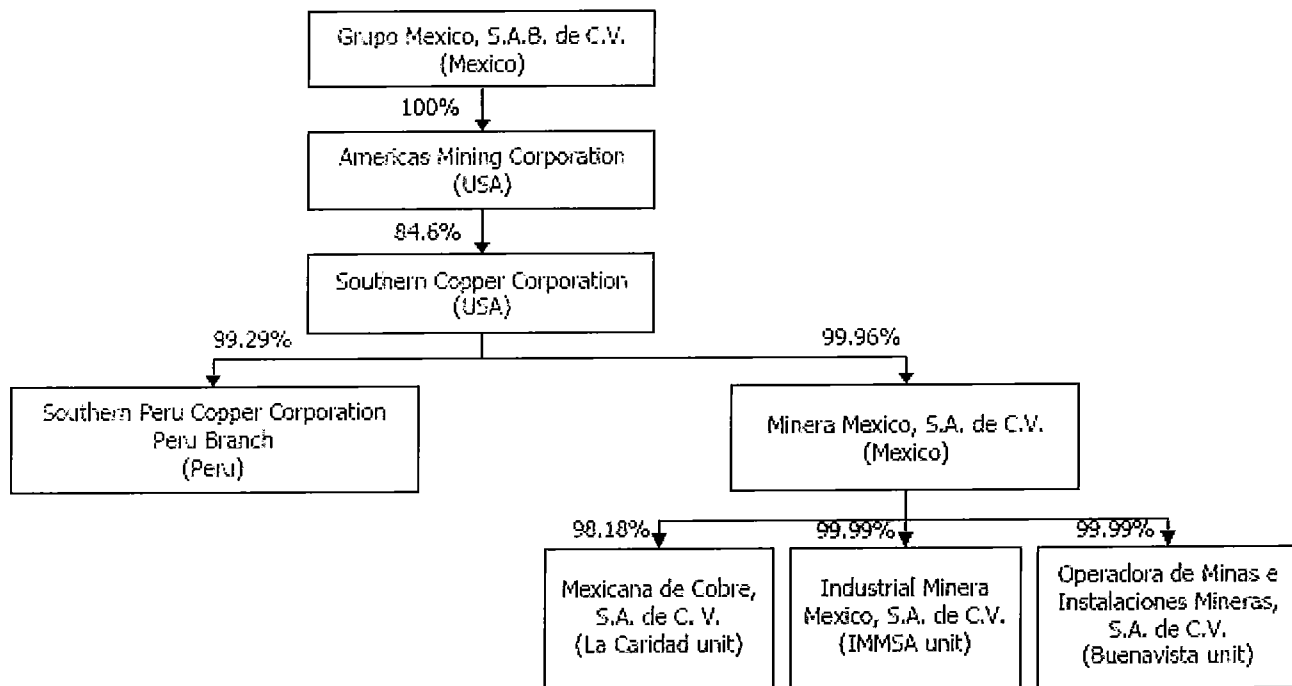 Grupo Mexico, S.A.B. de C.V.
(Mexico)
100%
Americas Mining Corporation
(USA)
84.6%
Southern Copper Corporation
(USA)
99.29%
99.96%
Southern Peru Copper Corporation
Peru Branch
(Peru)
Minera Mexico, S.A. de C.V.
(Mexico)
98.18%
99.99%
99.99%
Mexicana de Cobre,
S.A. de C. V.
(La Caridad unit)
Industrial Minera
Mexico, S.A. de C.V.
(IMMSA unit)
Operadora de Minas e
Instalaciones Mineras,
S.A. de C.V.
(Buenavista unit)